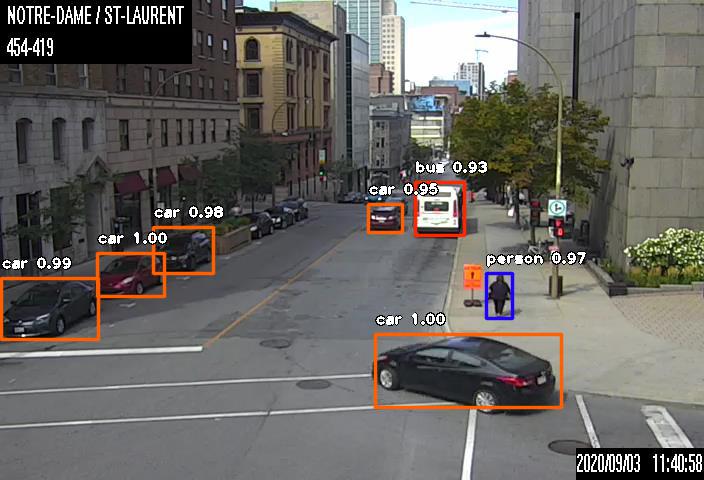 NOTRE-DAME / ST-LAURENT
454-419
bus 0.93
car 0.95
car 0.98
car 1.00
car 0.99
person 0.97
car 1.00
2020/09/03 11:40:58